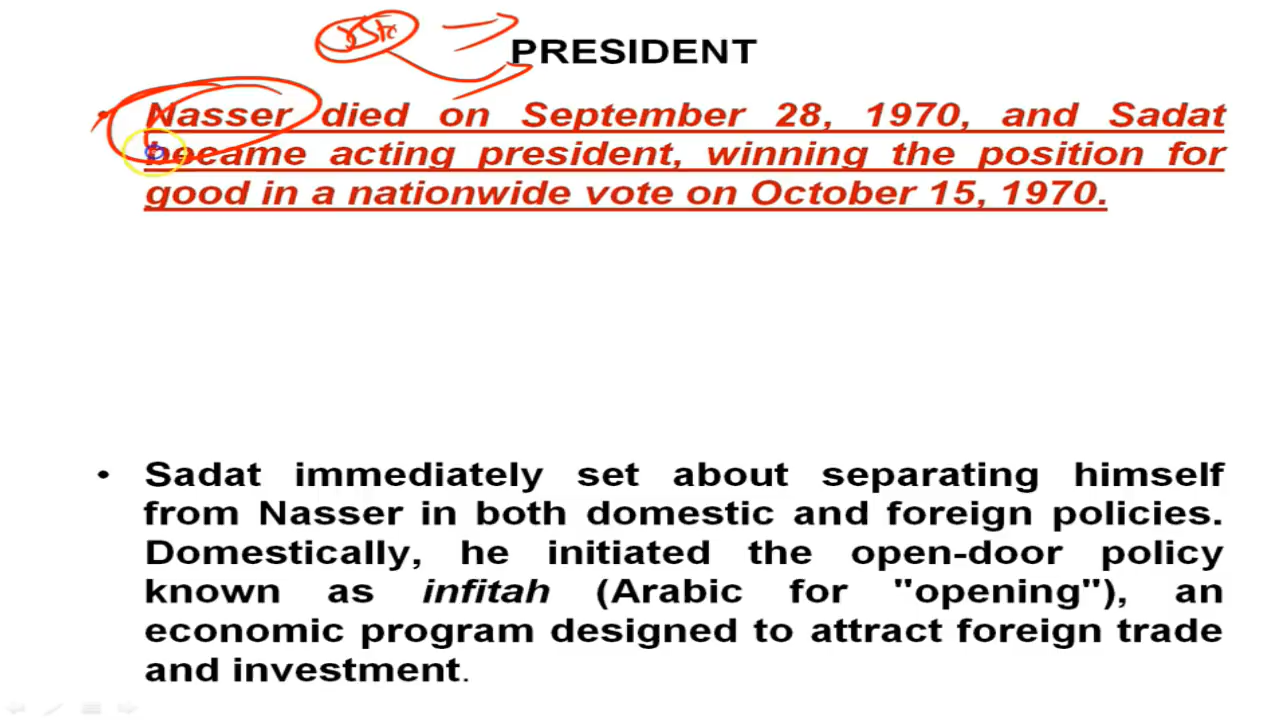 PRESIDENT
• Nasser died on September 28, 1970, and Sadat
became acting president, winning the position for
good in a nationwide vote on October 15, 1970.
• Sadat immediately set about separating himself
from Nasser in both domestic and foreign policies.
Domestically, he initiated the open-door policy
known as infitah (Arabic for "opening"), an
economic program designed to attract foreign trade
and investment.